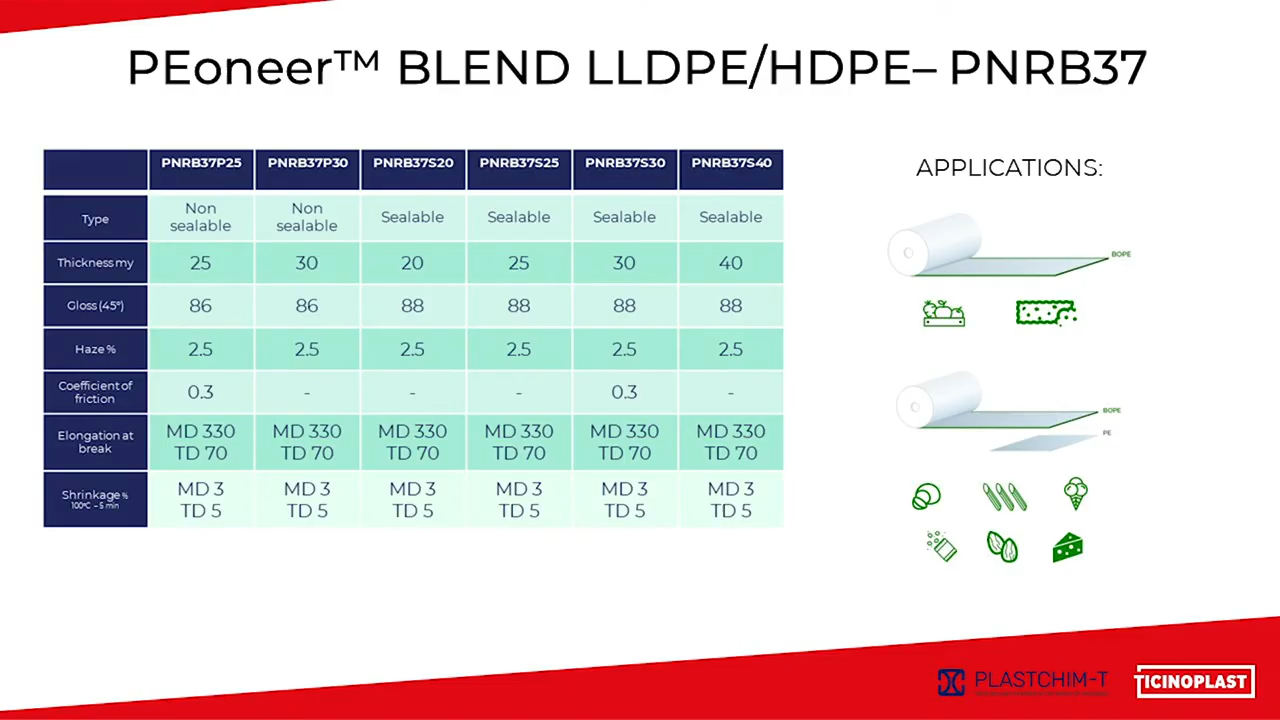 PEoneer™ BLEND LLDPE/HDPE– PNRB37
PNRB37P25 PNRB37P30 PNRB37S20 PNRB37S25 PNRB37S30 PNRB37S40
Type Non sealable Non sealable Sealable Sealable Sealable Sealable
Thickness my 25 30 20 25 30 40
Gloss (45°) 86 86 88 88 88 88
Haze % 2.5 2.5 2.5 2.5 2.5 2.5
Coefficient of friction 0.3 - - - 0.3 -
Elongation at break MD 330 TD 70 MD 330 TD 70 MD 330 TD 70 MD 330 TD 70 MD 330 TD 70 MD 330 TD 70
Shrinkage % 100°C – 5 min MD 3 TD 5 MD 3 TD 5 MD 3 TD 5 MD 3 TD 5 MD 3 TD 5 MD 3 TD 5
APPLICATIONS:
BOPE
BOPE
PE
PLASTCHIM-T
TICINOPLAST